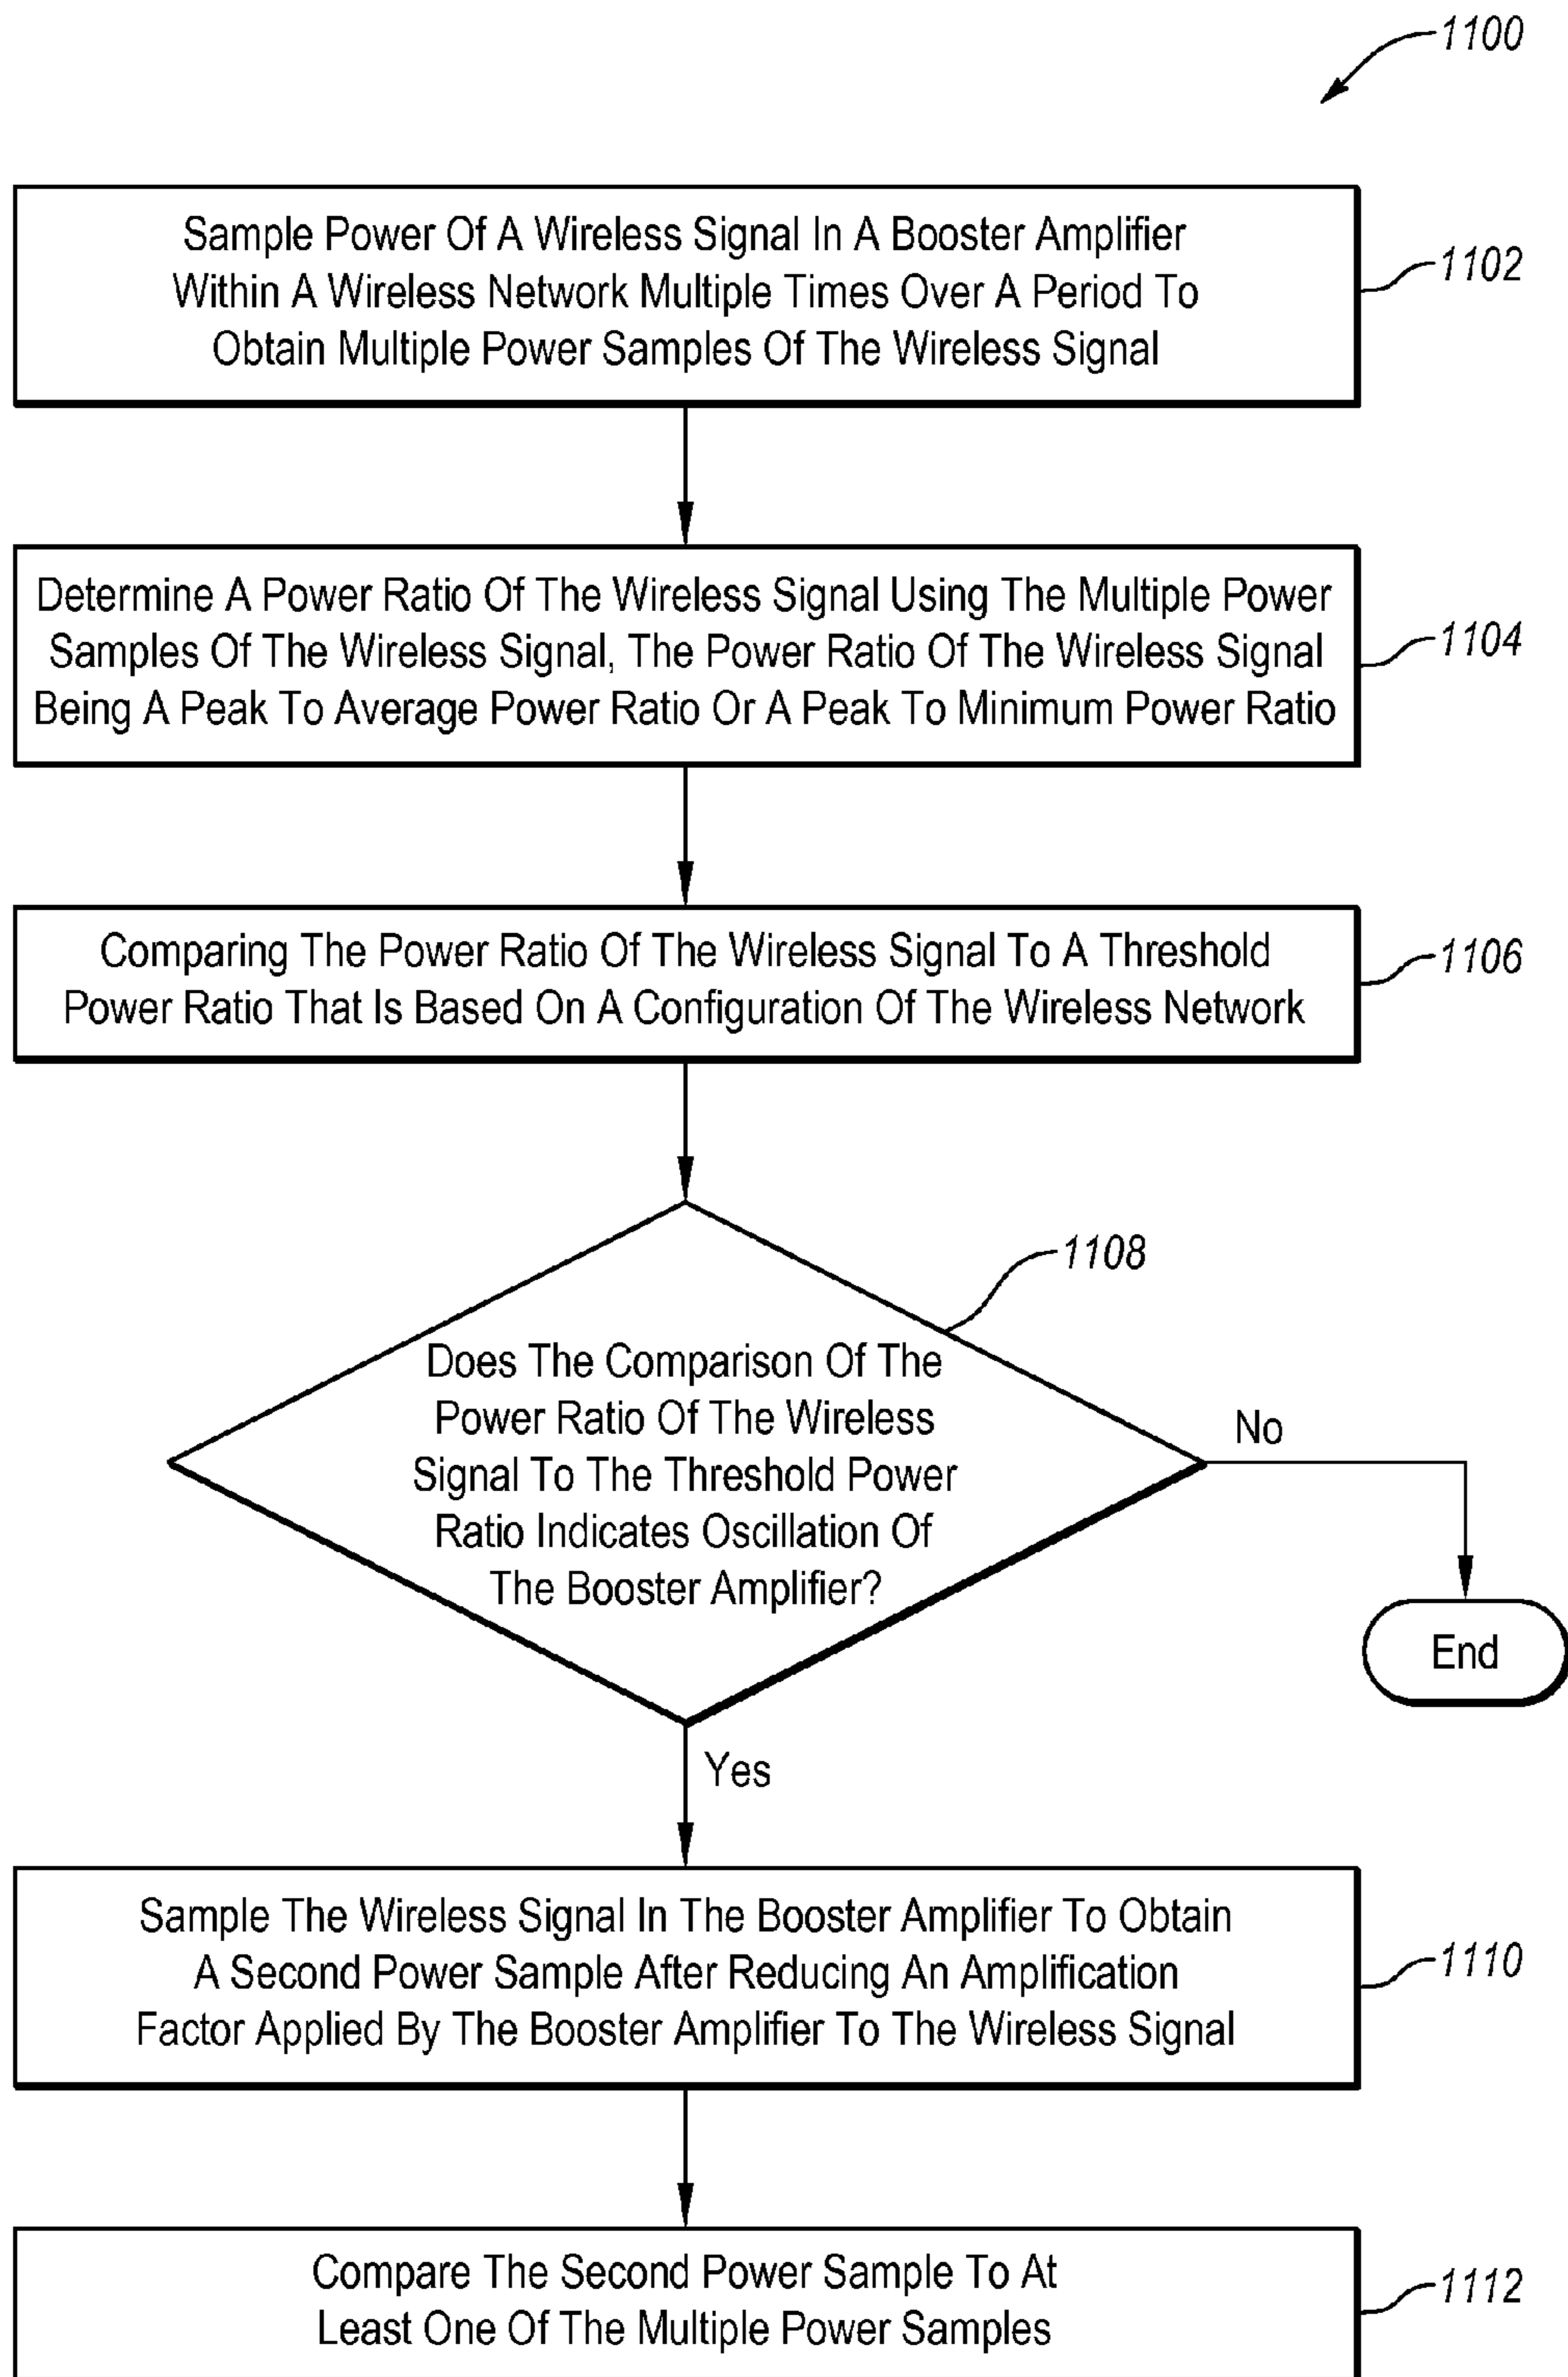 1100
Sample Power Of A Wireless Signal In A Booster Amplifier
Within A Wireless Network Multiple Times Over A Period To
Obtain Multiple Power Samples Of The Wireless Signal
1102
Determine A Power Ratio Of The Wireless Signal Using The Multiple Power
Samples Of The Wireless Signal, The Power Ratio Of The Wireless Signal
Being A Peak To Average Power Ratio Or A Peak To Minimum Power Ratio
1104
Comparing The Power Ratio Of The Wireless Signal To A Threshold
Power Ratio That Is Based On A Configuration Of The Wireless Network
1106
1108
Does The Comparison Of The
Power Ratio Of The Wireless
Signal To The Threshold Power
Ratio Indicates Oscillation Of
The Booster Amplifier?
No
End
Yes
Sample The Wireless Signal In The Booster Amplifier To Obtain
A Second Power Sample After Reducing An Amplification
Factor Applied By The Booster Amplifier To The Wireless Signal
1110
Compare The Second Power Sample To At
Least One Of The Multiple Power Samples
1112